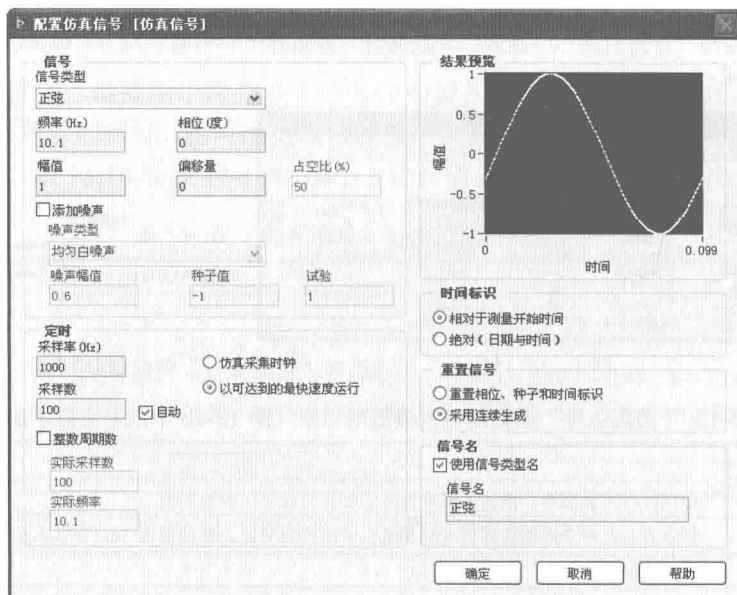 配置仿真信号 [仿真信号]
信号
信号类型
正弦
频率(Hz)
相位(度)
10.1
0
幅值
偏移量
占空比(%)
1
0
50
添加噪声
噪声类型
均匀白噪声
噪声幅值
种子值
试验
0.6
-1
1
定时
采样率(Hz)
1000
仿真采集时钟
采样数
以可达到的最快速度运行
100
自动
整数周期数
实际采样数
100
实际频率
10.1
结果预览
幅值
1
0.5
0
-0.5
-1
0
0.099
时间
时间标识
相对于测量开始时间
绝对(日期与时间)
重置信号
重置相位、种子和时间标识
采用连续生成
信号名
使用信号类型名
信号名
正弦
确定
取消
帮助